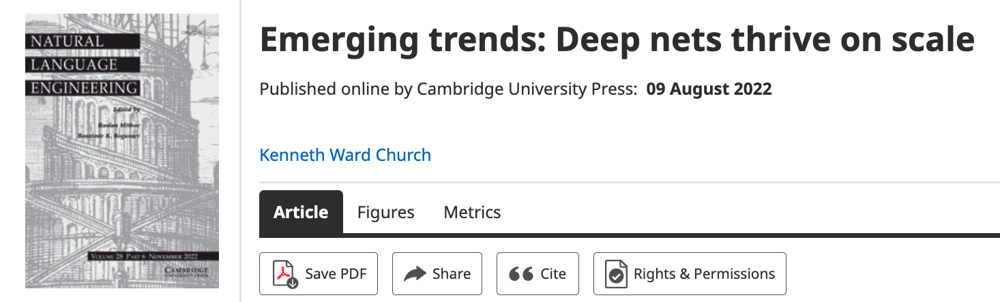 NATURAL
LANGUAGE
ENGINEERING
Edited by
Ruslan Mitkov
Branimir K. Boguraev
VOLUME 28 PART 6 NOVEMBER 2022
CAMBRIDGE
UNIVERSITY PRESS
Emerging trends: Deep nets thrive on scale
Published online by Cambridge University Press: 09 August 2022
Kenneth Ward Church
Article Figures Metrics
Save PDF Share Cite Rights & Permissions